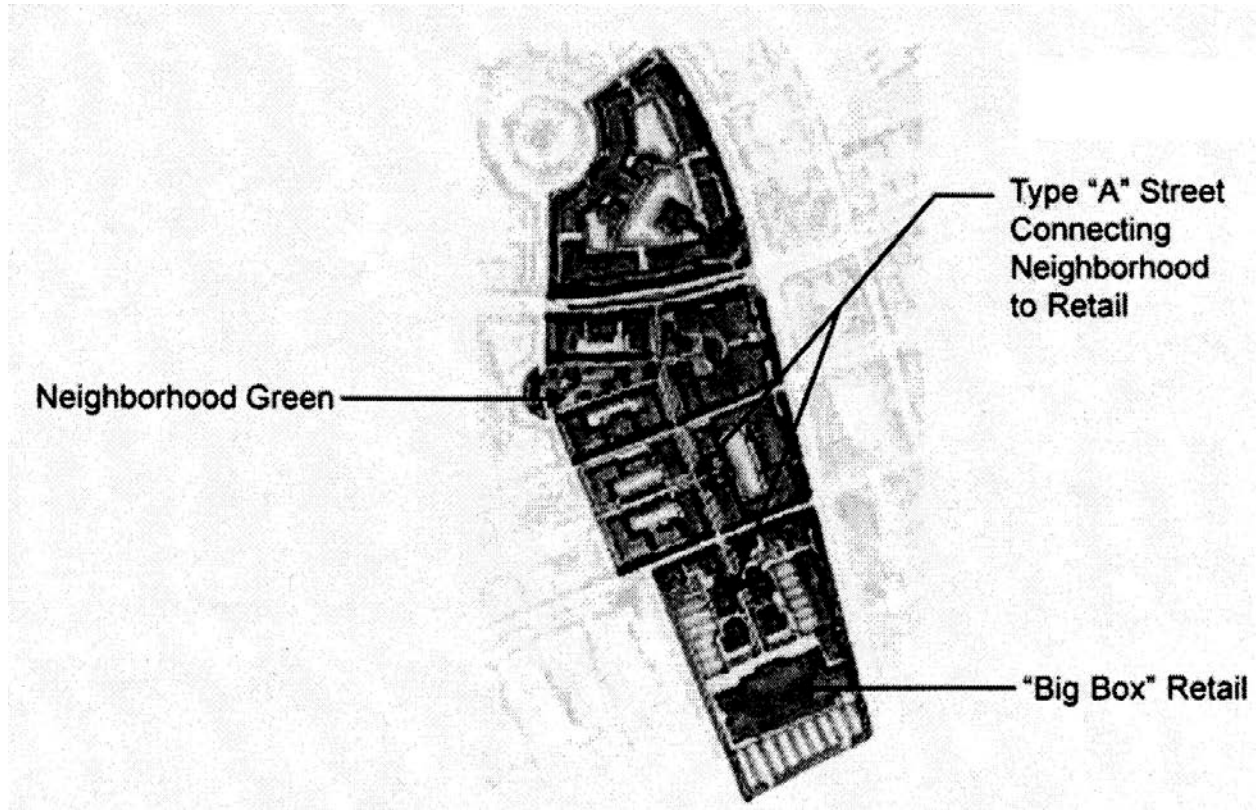 Type “A” Street
Connecting
Neighborhood
to Retail
Neighborhood Green
“Big Box” Retail